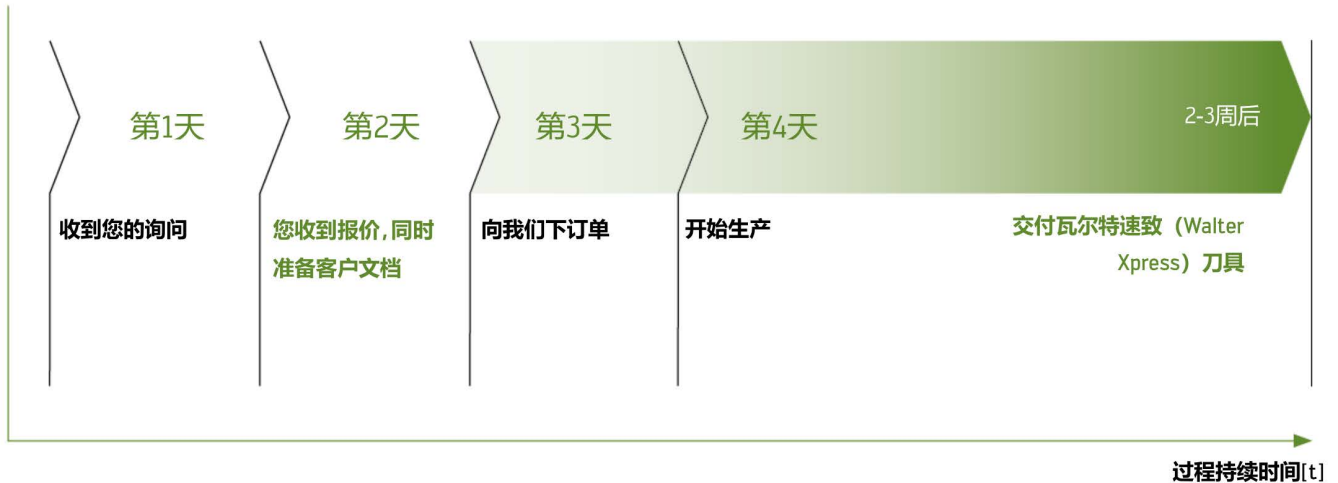 第1天
第2天
第3天
第4天
2-3周后
收到您的询问
您收到报价,同时
准备客户文档
向我们下订单
开始生产
交付瓦尔特速致（Walter
Xpress）刀具
过程持续时间[t]